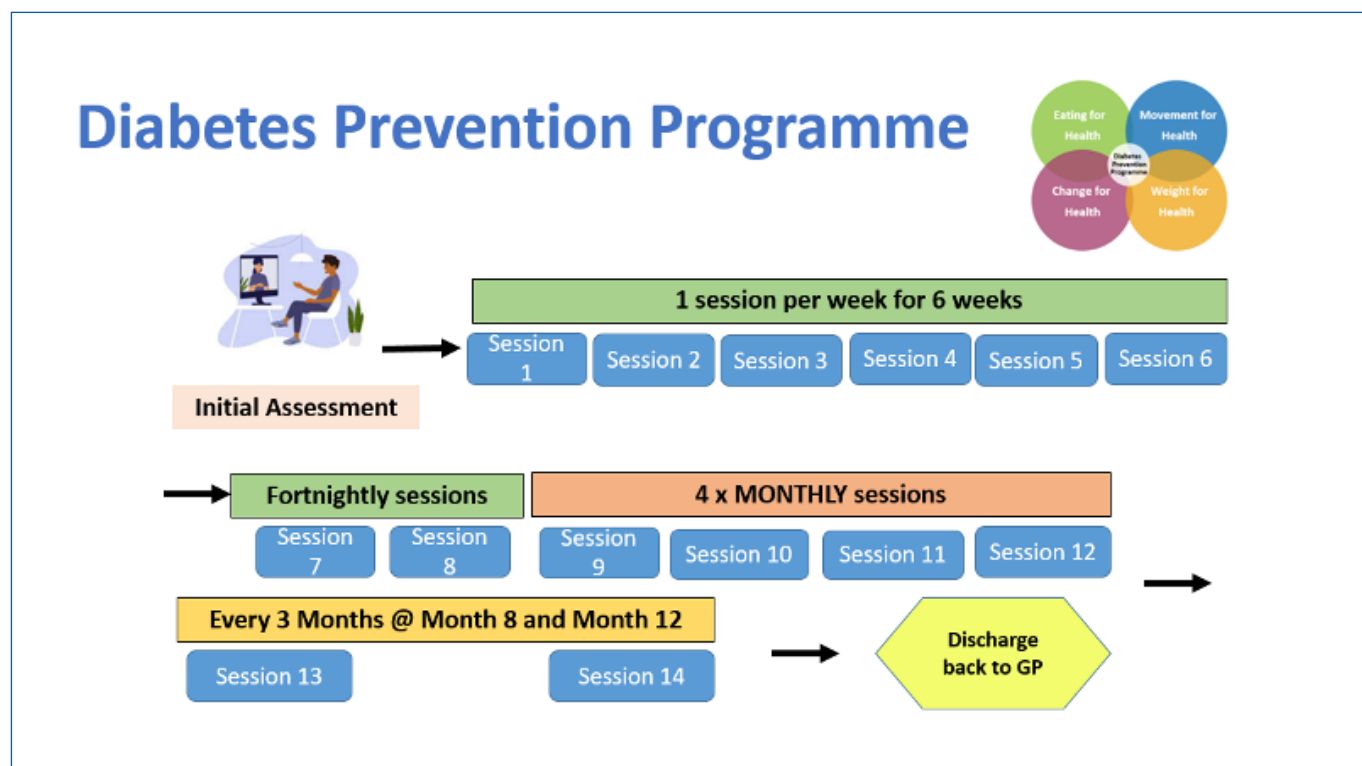 Diabetes Prevention Programme
Eating for
Health
Movement for
Health
Diabetes
Prevention
Programme
Change for
Health
Weight for
Health
1 session per week for 6 weeks
Session
1
Session 2
Session 3
Session 4
Session 5
Session 6
Initial Assessment
Fortnightly sessions
4 x MONTHLY sessions
Session
7
Session
8
Session
9
Session 10
Session 11
Session 12
Every 3 Months @ Month 8 and Month 12
Session 13
Session 14
Discharge
back to GP